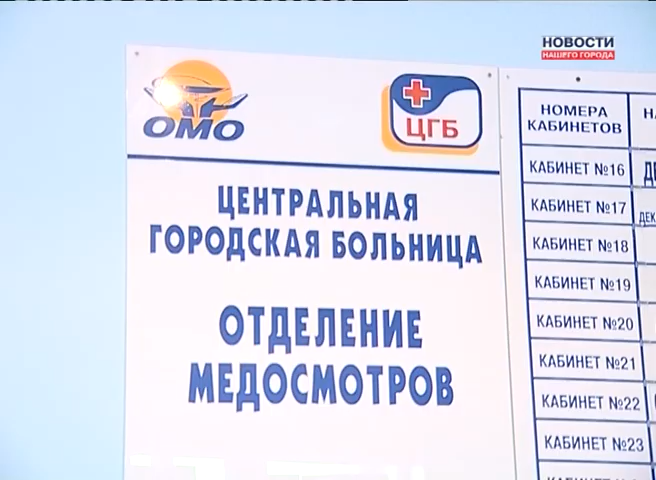 НОВОСТИ
НАШЕГО ГОРОДА
ОМО
ЦГБ
ЦЕНТРАЛЬНАЯ
ГОРОДСКАЯ БОЛЬНИЦА
ОТДЕЛЕНИЕ
МЕДОСМОТРОВ
НОМЕРА
КАБИНЕТОВ
КАБИНЕТ №16
КАБИНЕТ №17
КАБИНЕТ №18
КАБИНЕТ №19
КАБИНЕТ №20
КАБИНЕТ №21
КАБИНЕТ №22
КАБИНЕТ №23